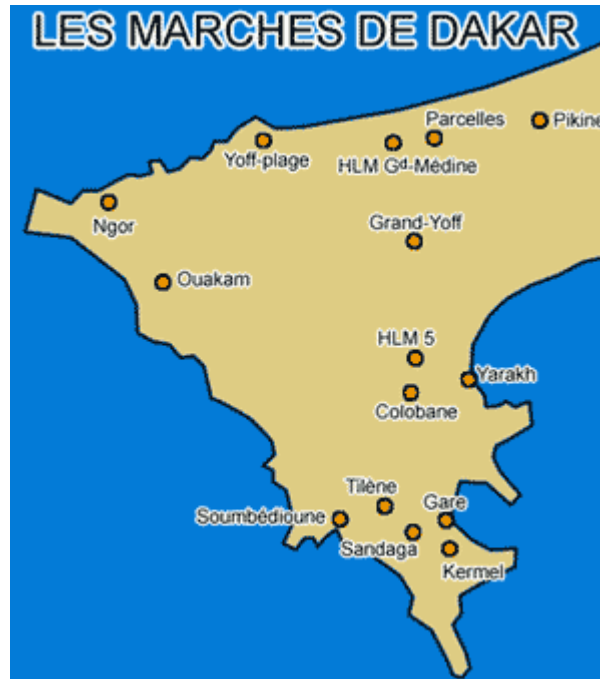 LES MARCHES DE DAKAR
Parcelles
Pikine
Yoff-plage
HLM Gd-Médine
Ngor
Grand-Yoff
Ouakam
HLM 5
Yarakh
Colobane
Tilène
Gare
Soumbédioune
Sandaga
Kermel